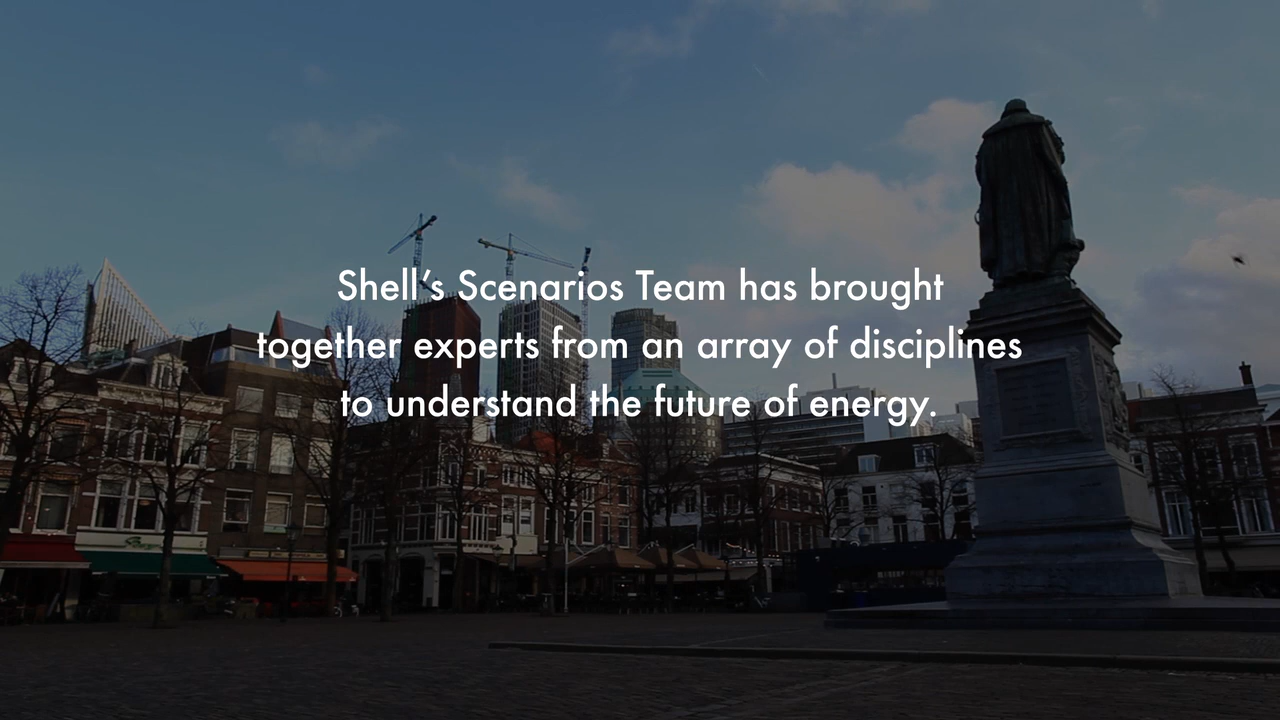 Shell’s Scenarios Team has brought
together experts from an array of disciplines
to understand the future of energy.